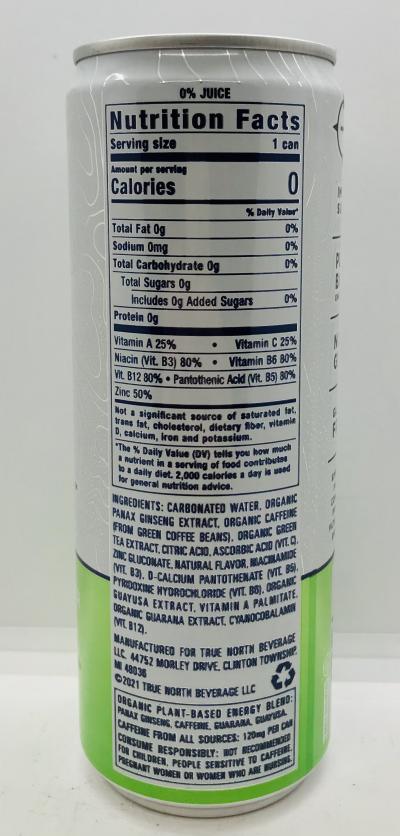 0% JUICE
Nutrition Facts
Serving size 1 can
Amount per serving
Calories 0
% Daily Value*
Total Fat 0g 0%
Sodium 0mg 0%
Total Carbohydrate 0g 0%
Total Sugars 0g
Includes 0g Added Sugars 0%
Protein 0g
Vitamin A 25% • Vitamin C 25%
Niacin (Vit. B3) 80% • Vitamin B6 80%
Vit. B12 80% • Pantothenic Acid (Vit. B5) 80%
Zinc 50%
Not a significant source of saturated fat,
trans fat, cholesterol, dietary fiber, vitamin
D, calcium, iron and potassium.
*The % Daily Value (DV) tells you how much
a nutrient in a serving of food contributes
to a daily diet. 2,000 calories a day is used
for general nutrition advice.
INGREDIENTS: CARBONATED WATER, ORGANIC
PANAX GINSENG EXTRACT, ORGANIC CAFFEINE
(FROM GREEN COFFEE BEANS), ORGANIC GREEN
TEA EXTRACT, CITRIC ACID, ASCORBIC ACID (VIT. C),
ZINC GLUCONATE, NATURAL FLAVOR, NIACINAMIDE
(VIT. B3), D-CALCIUM PANTOTHENATE (VIT. B5),
PYRIDOXINE HYDROCHLORIDE (VIT. B6), ORGANIC
GUAYUSA EXTRACT, VITAMIN A PALMITATE,
ORGANIC GUARANA EXTRACT, CYANOCOBALAMIN
(VIT. B12).
MANUFACTURED FOR TRUE NORTH BEVERAGE
LLC. 44752 MORLEY DRIVE, CLINTON TOWNSHIP,
MI 48036
©2021 TRUE NORTH BEVERAGE LLC
ORGANIC PLANT-BASED ENERGY BLEND:
PANAX GINSENG, CAFFEINE, GUARANA, GUAYUSA.
CAFFEINE FROM ALL SOURCES: 120mg PER CAN
CONSUME RESPONSIBLY: NOT RECOMMENDED
FOR CHILDREN, PEOPLE SENSITIVE TO CAFFEINE,
PREGNANT WOMEN OR WOMEN WHO ARE NURSING.